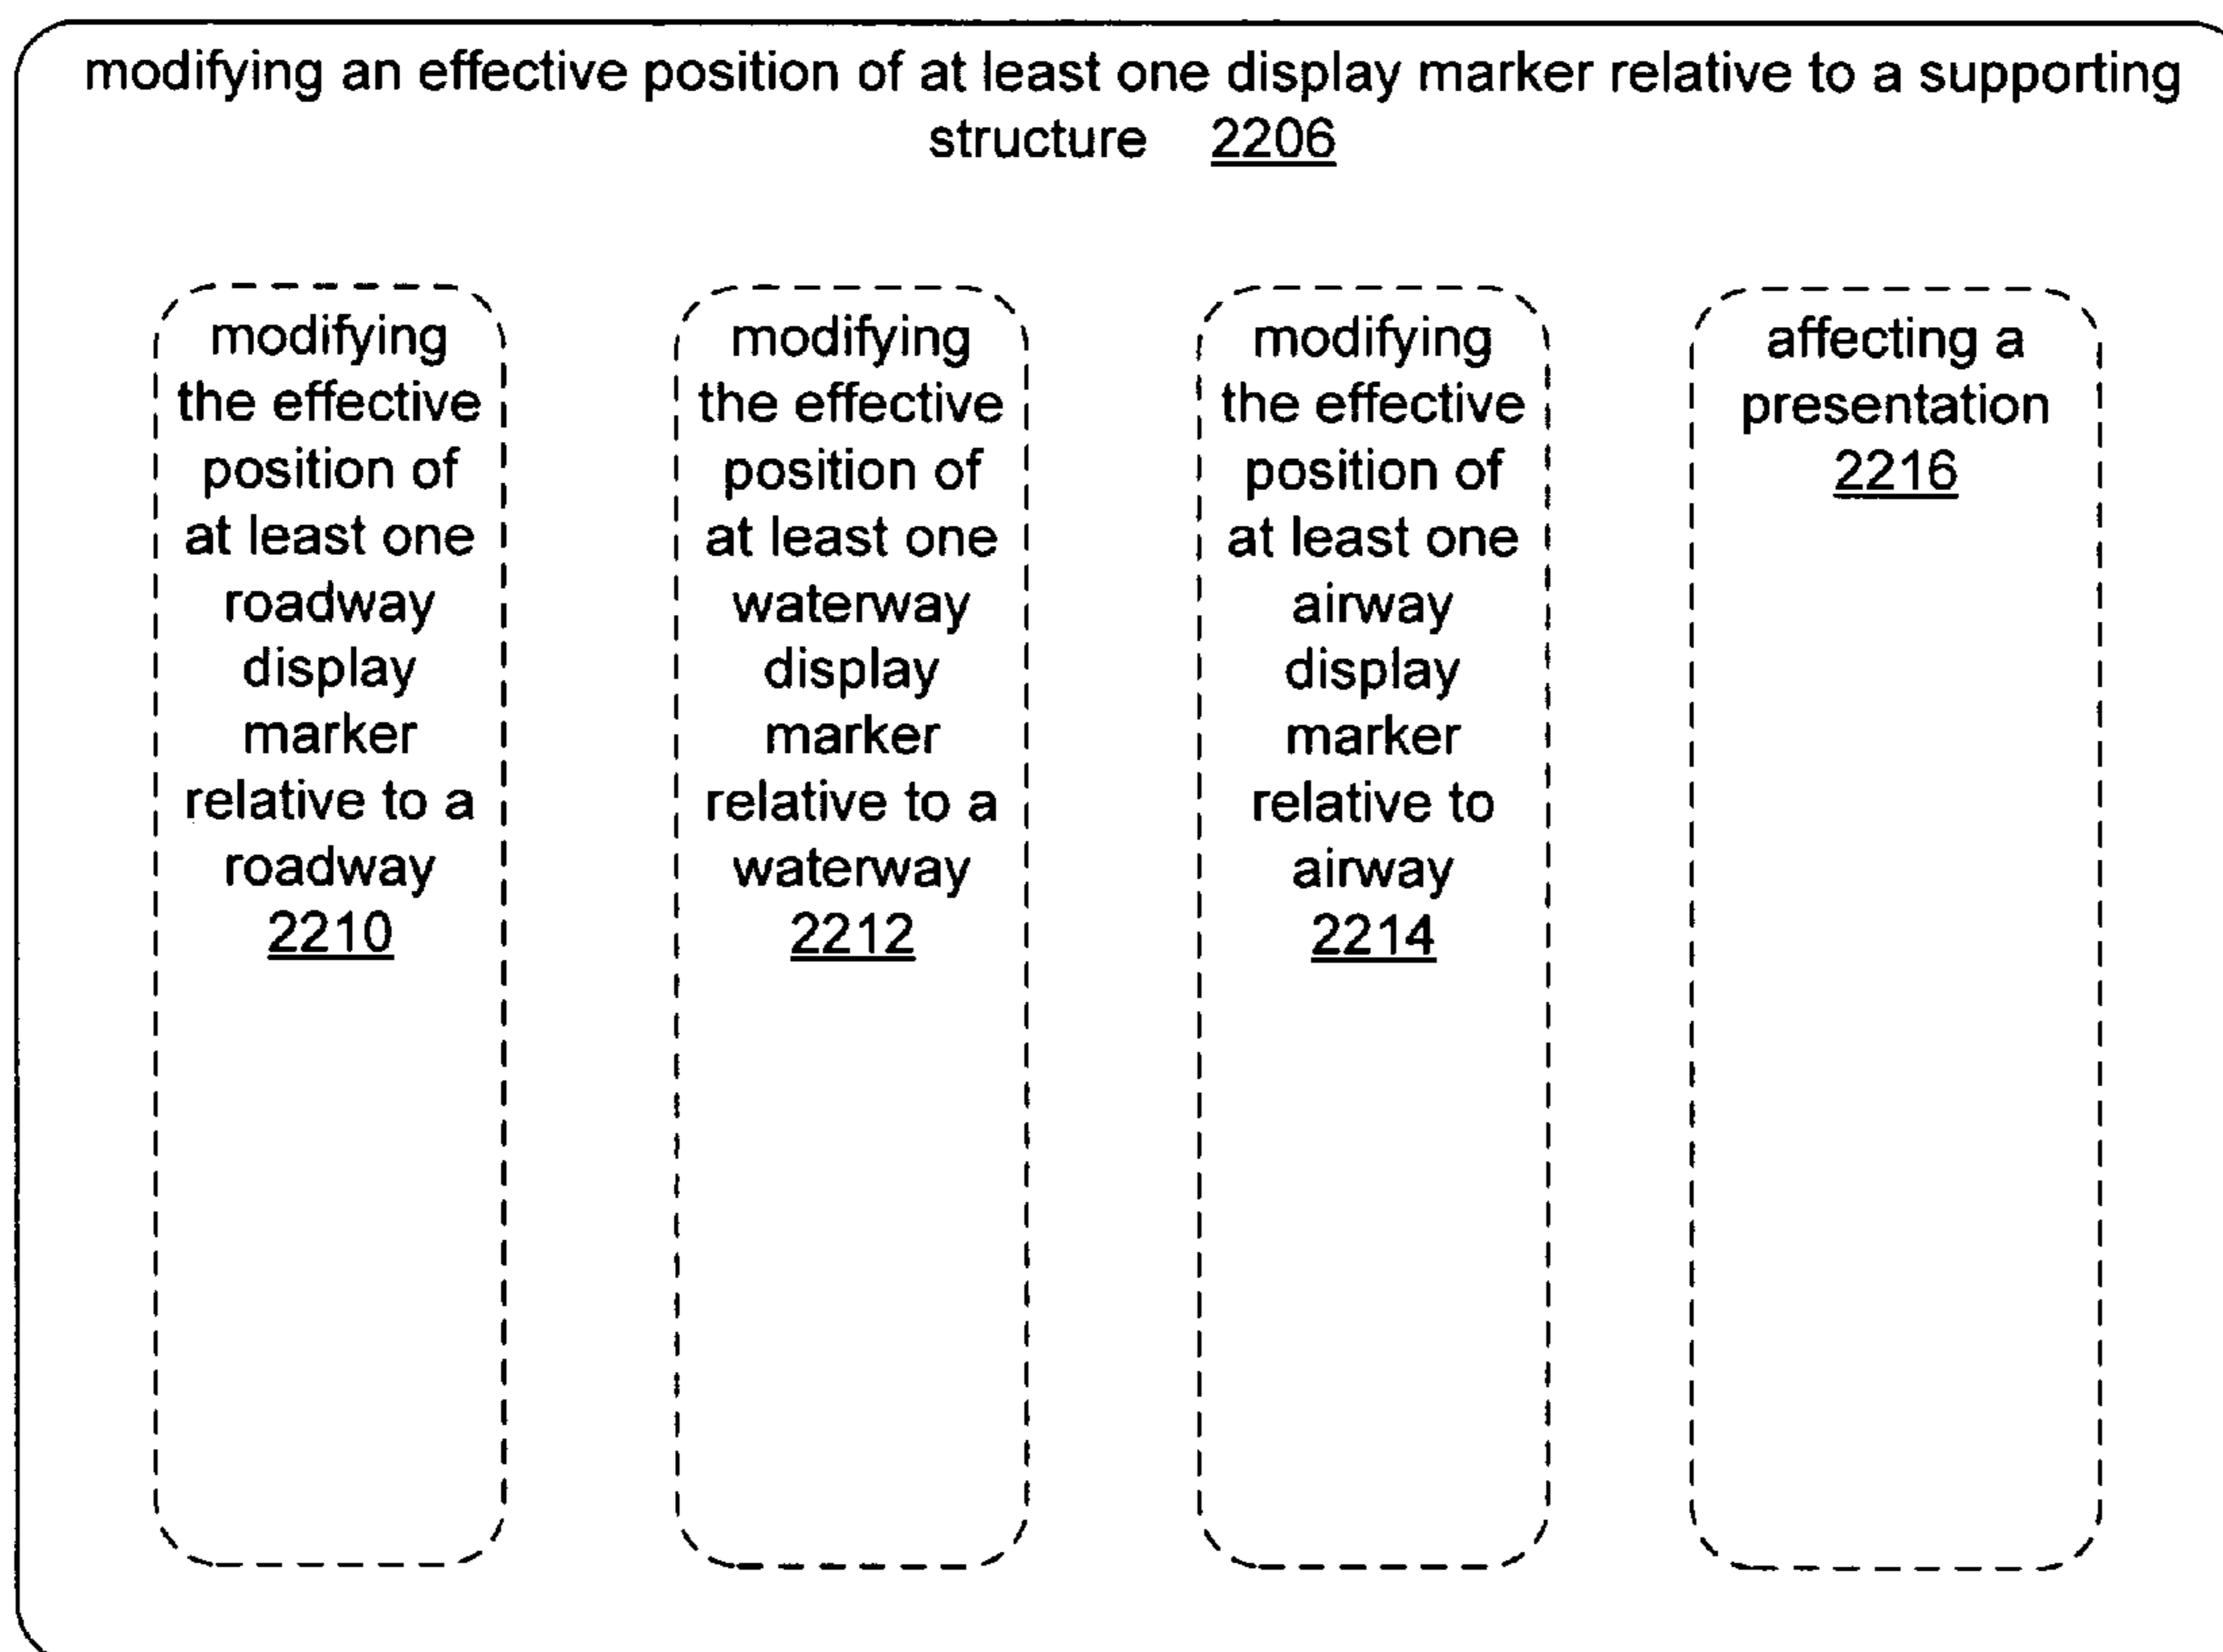 modifying an effective position of at least one display marker relative to a supporting
structure 2206
modifying
the effective
position of
at least one
roadway
display
marker
relative to a
roadway
2210
modifying
the effective
position of
at least one
waterway
display
marker
relative to a
waterway
2212
modifying
the effective
position of
at least one
airway
display
marker
relative to
airway
2214
affecting a
presentation
2216